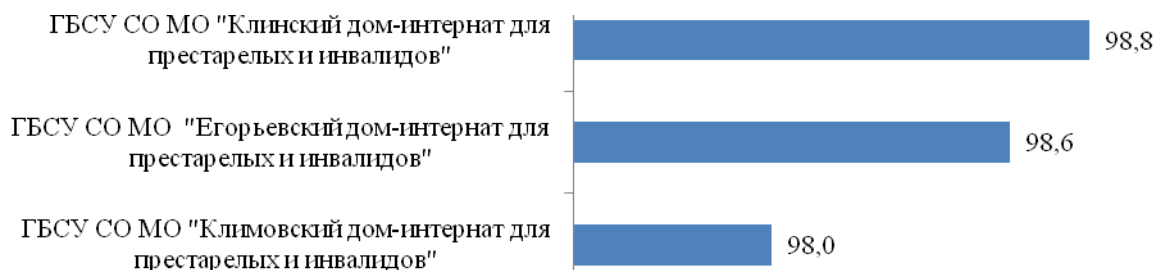 ГБСУ СО МО "Клинский дом-интернат для
престарелых и инвалидов"
98,8
ГБСУ СО МО "Егорьевский дом-интернат для
престарелых и инвалидов"
98,6
ГБСУ СО МО "Климовский дом-интернат для
престарелых и инвалидов"
98,0